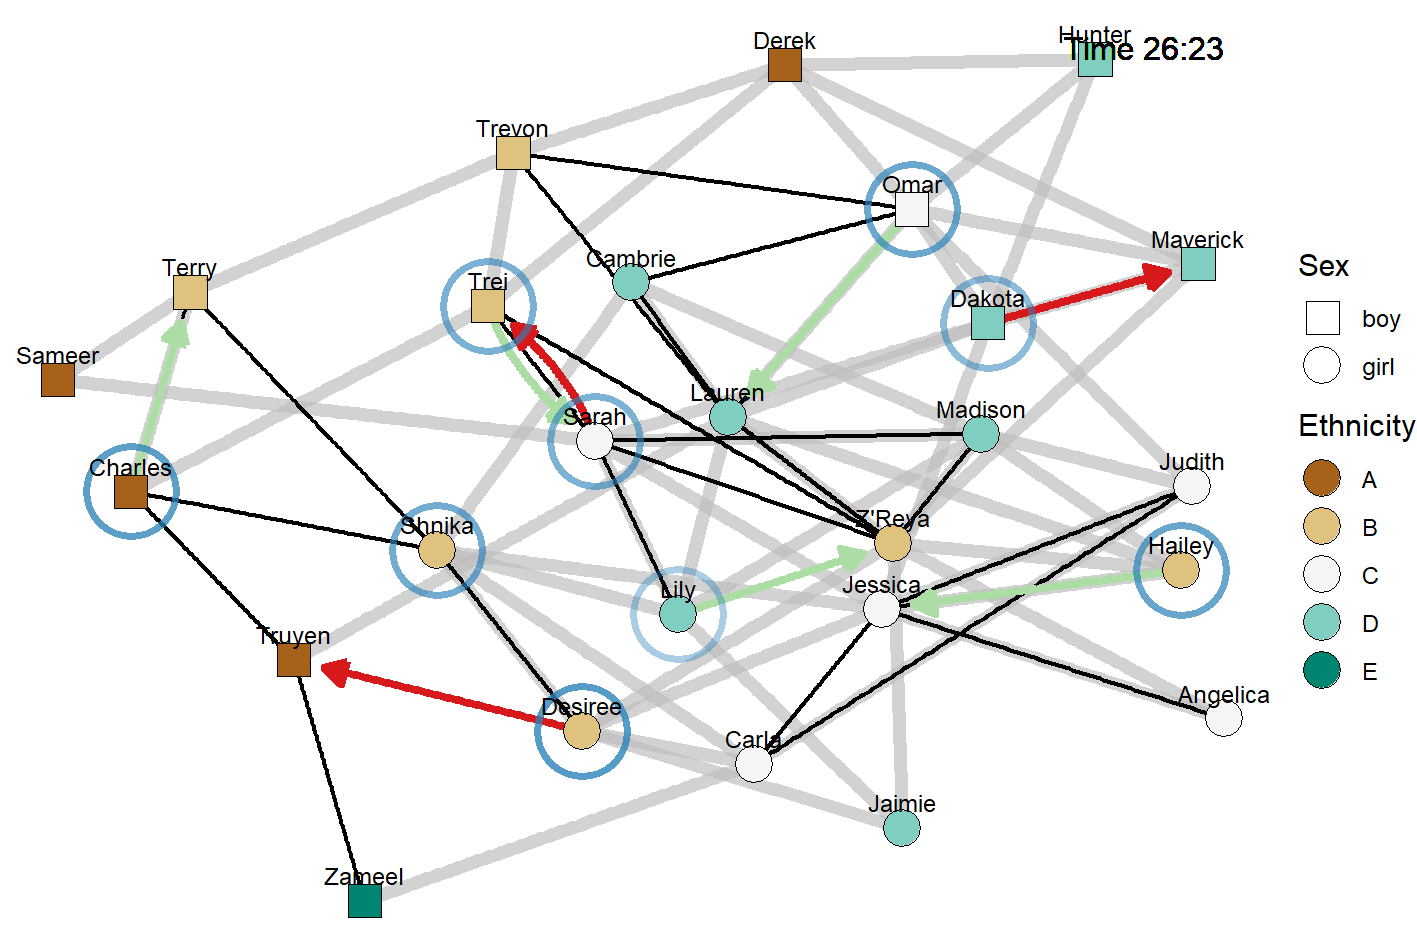 Hunter
Derek
Time 26:23
Trevon
Omar
Maverick
Cambrie
Terry
Trei
Dakota
Sameer
Lauren
Sarah
Madison
Charles
Judith
Shnika
Z'Reya
Hailey
Lily
Jessica
Truyen
Desiree
Angelica
Carla
Jaimie
Zameel
Sex
boy
girl
Ethnicity
A
B
C
D
E